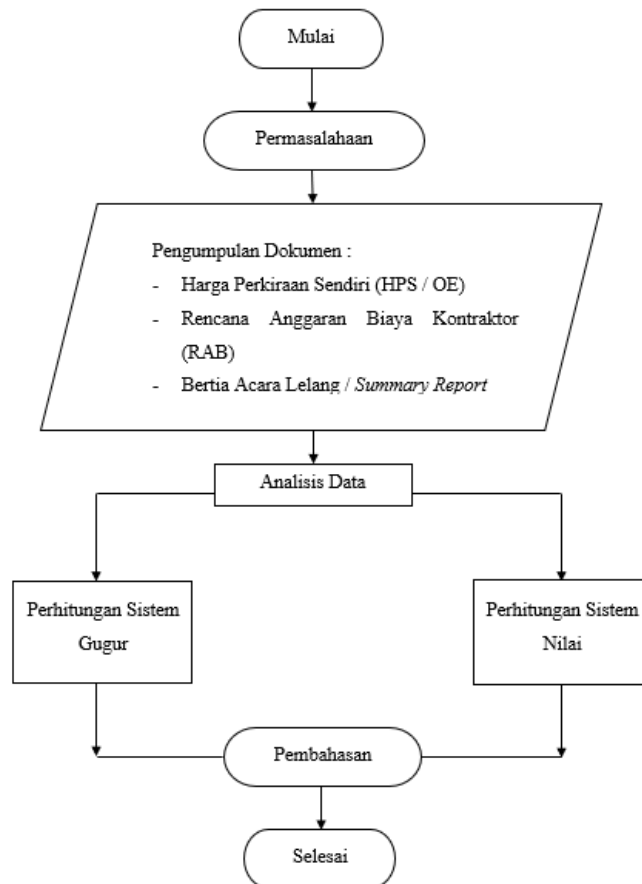 Mulai
Permasalahaan
Pengumpulan Dokumen :
- Harga Perkiraan Sendiri (HPS / OE)
- Rencana Anggaran Biaya Kontraktor
(RAB)
- Bertia Acara Lelang / Summary Report
Analisis Data
Perhitungan Sistem
Gugur
Perhitungan Sistem
Nilai
Pembahasan
Selesai